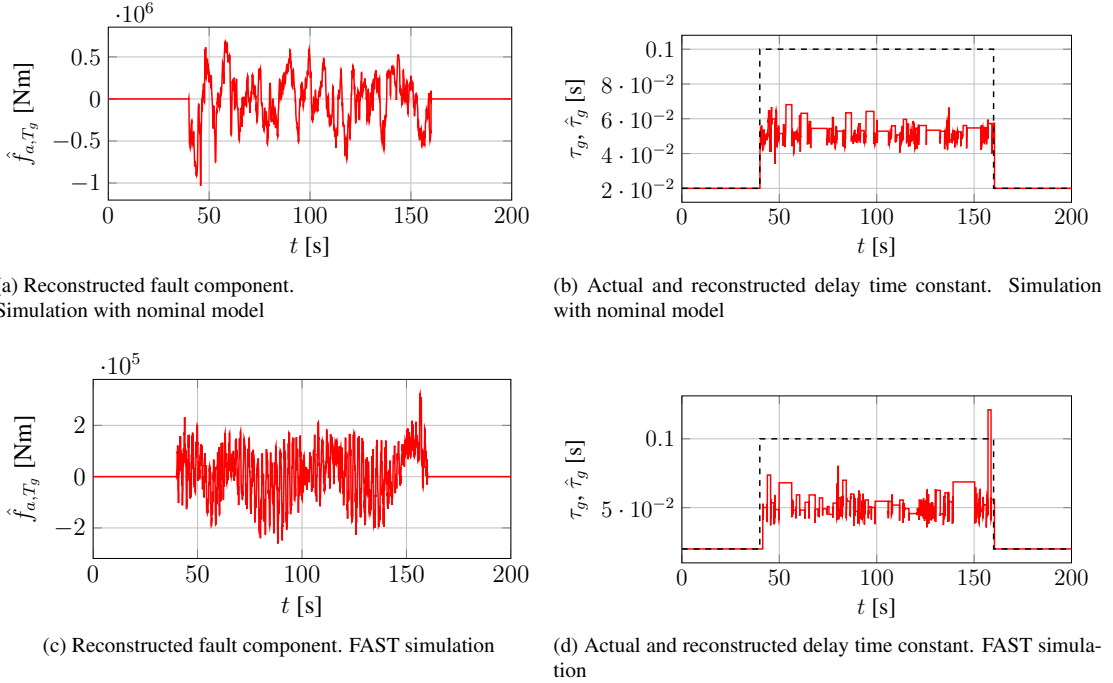 ·10^6
0.5
0
−0.5
−1
f̂_{a,T_g} [Nm]
0 50 100 150 200
t [s]
(a) Reconstructed fault component.
Simulation with nominal model
0.1
8 · 10^{−2}
6 · 10^{−2}
4 · 10^{−2}
2 · 10^{−2}
τ_g, τ̂_g [s]
0 50 100 150 200
t [s]
(b) Actual and reconstructed delay time constant. Simulation
with nominal model
·10^5
2
0
−2
f̂_{a,T_g} [Nm]
0 50 100 150 200
t [s]
(c) Reconstructed fault component. FAST simulation
0.1
5 · 10^{−2}
τ_g, τ̂_g [s]
0 50 100 150 200
t [s]
(d) Actual and reconstructed delay time constant. FAST simula-
tion